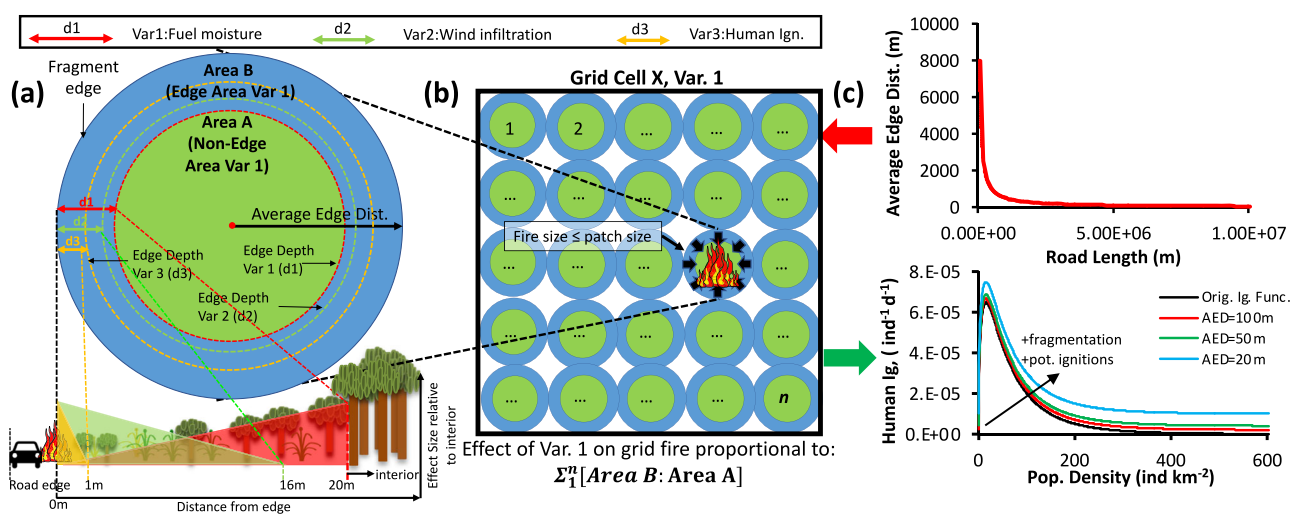 d1
Var1:Fuel moisture
d2
Var2:Wind infiltration
d3
Var3:Human Ign.
(a)
Fragment
edge
Area B
(Edge Area Var 1)
Area A
(Non-Edge
Area Var 1)
d1
d2
d3
Average Edge Dist.
Edge Depth
Var 3 (d3)
Edge Depth
Var 1 (d1)
Edge Depth
Var 2 (d2)
Effect Size relative
to interior
interior
Road edge
0m
1m
16m
20m
Distance from edge
(b)
Grid Cell X, Var. 1
1
2
...
...
...
...
...
...
...
...
Fire size ≤ patch size
...
...
...
...
...
...
...
...
...
...
...
...
...
n
Effect of Var. 1 on grid fire proportional to:
Σ₁ⁿ[Area B: Area A]
(c)
Average Edge Dist. (m)
10000
8000
6000
4000
2000
0
0.00E+00
5.00E+06
1.00E+07
Road Length (m)
Human Ig, ( ind⁻¹ d⁻¹)
8.E-05
6.E-05
4.E-05
2.E-05
0.E+00
Orig. Ig. Func.
AED=100m
AED=50 m
AED=20 m
+fragmentation
+pot. ignitions
0
200
400
600
Pop. Density (ind km⁻²)